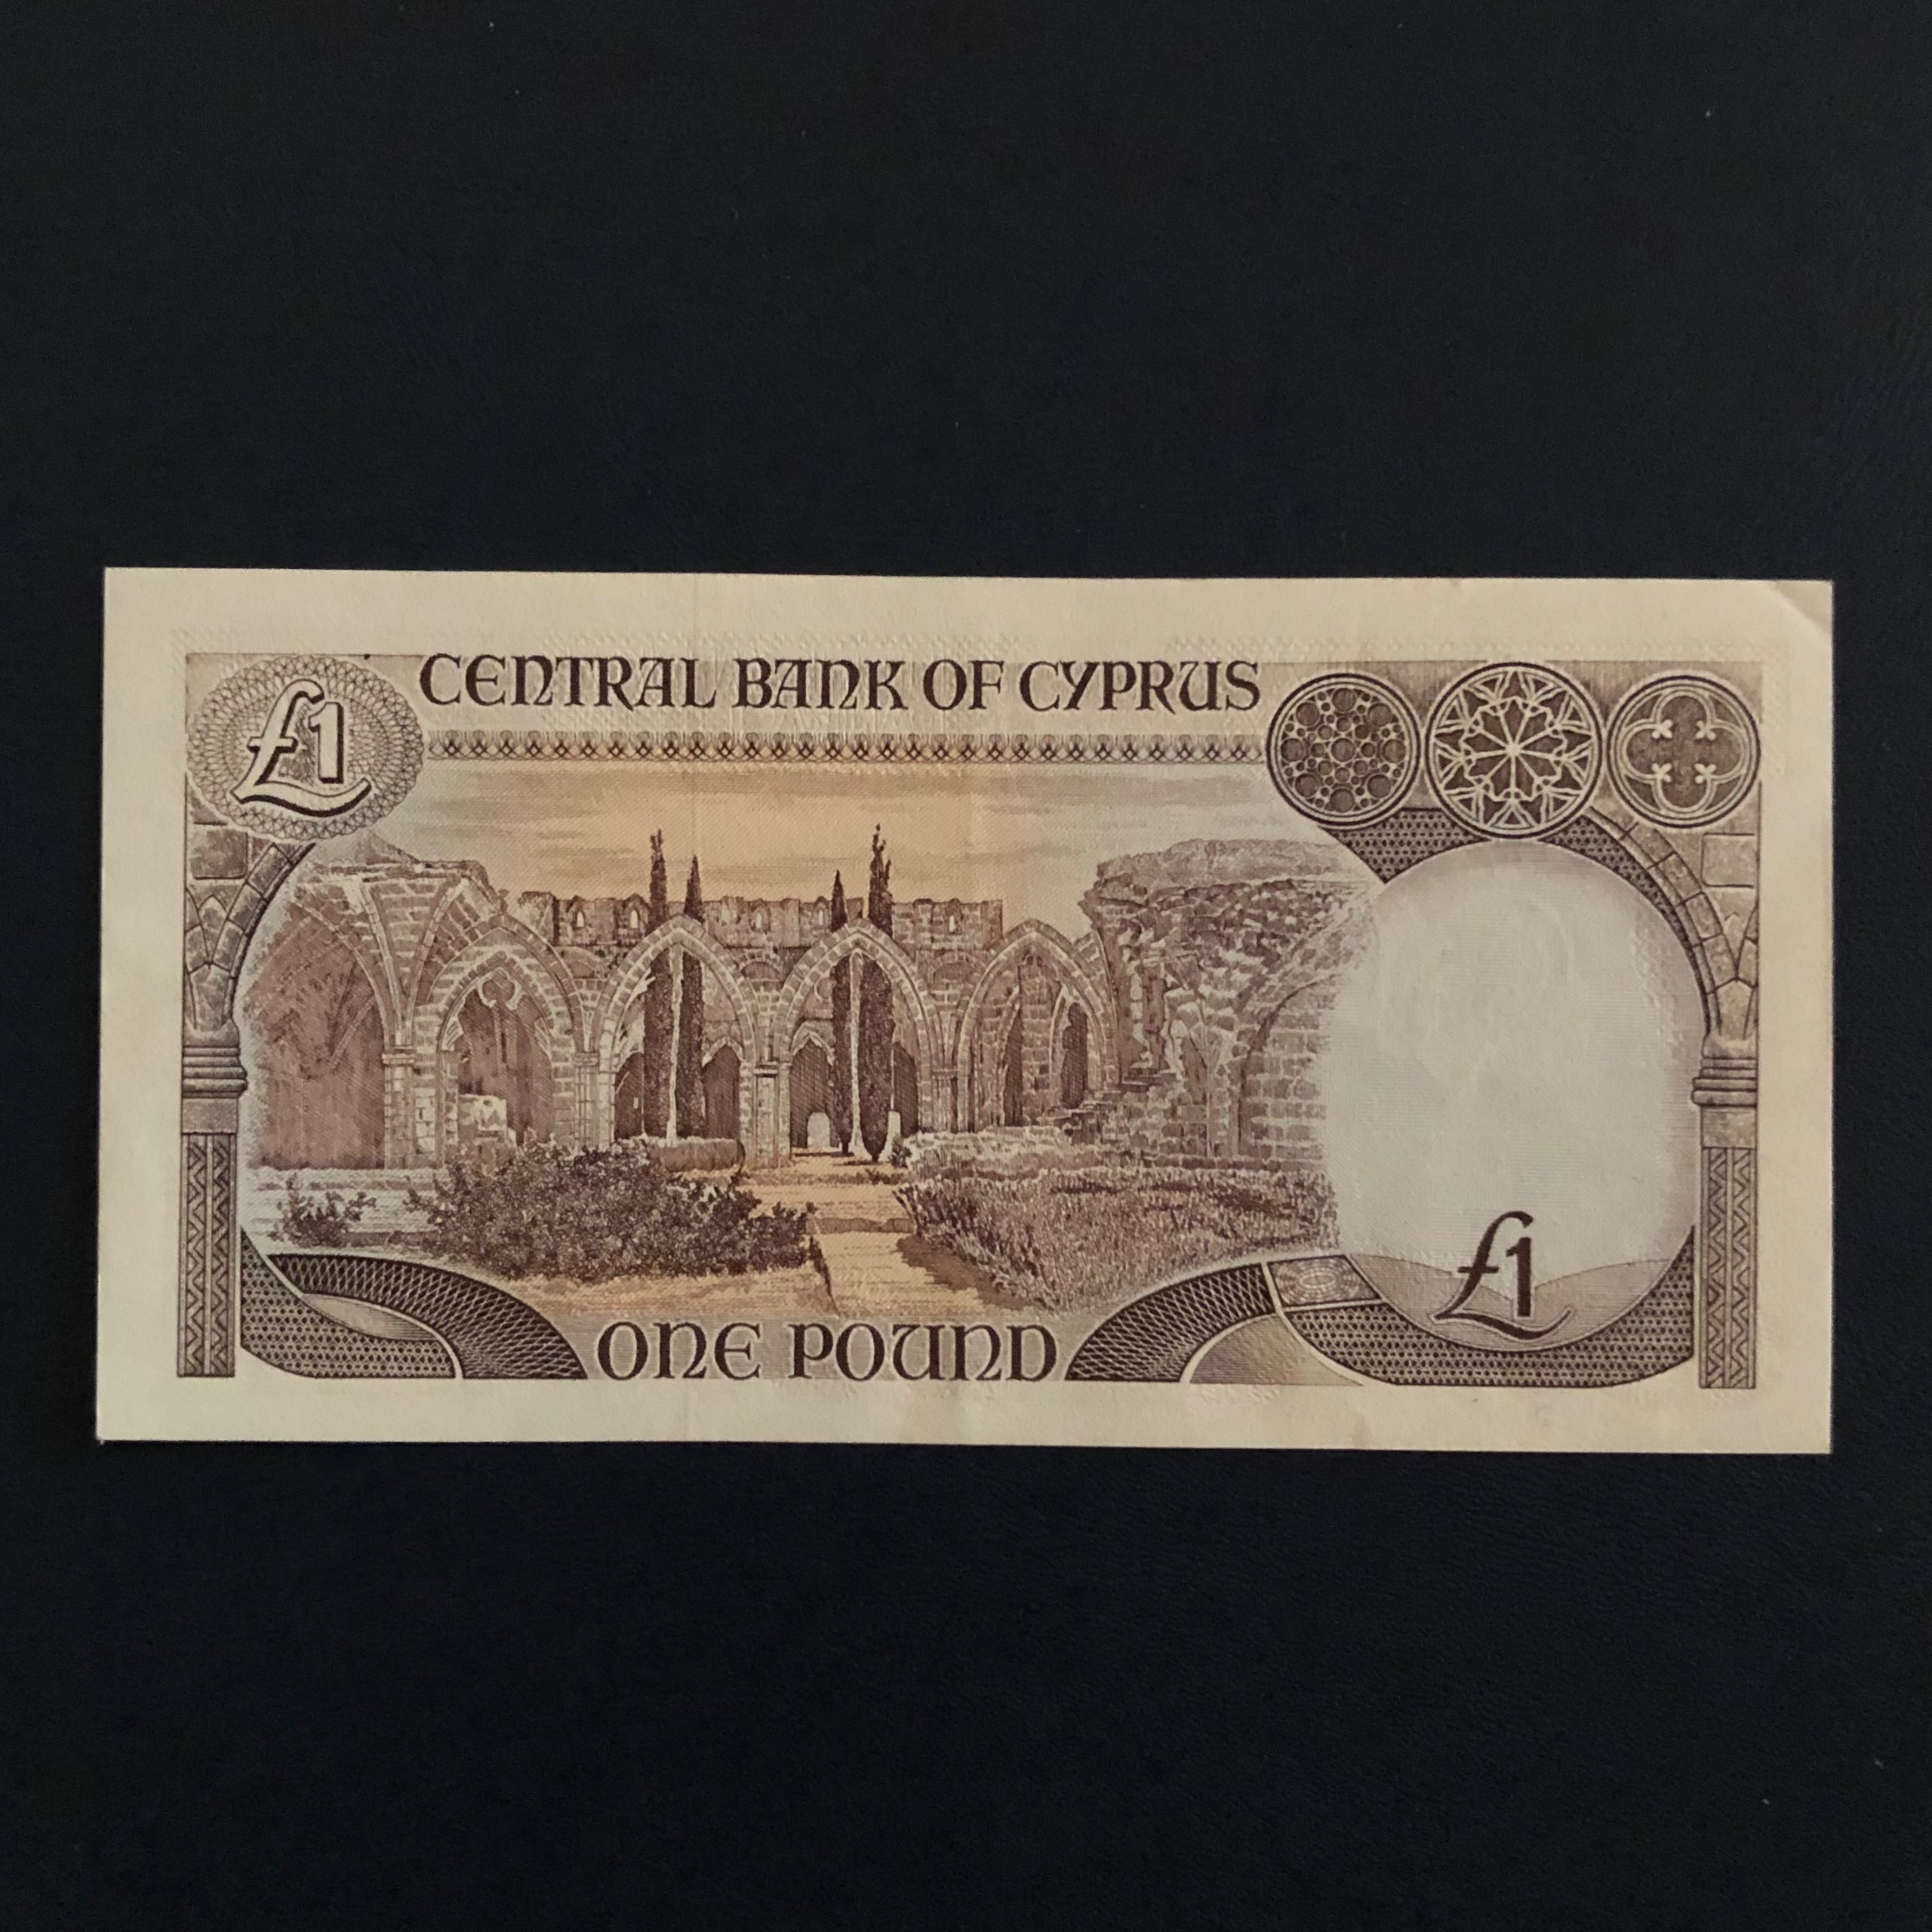 £1
CENTRAL BANK OF CYPRUS
£1
ONE POUND